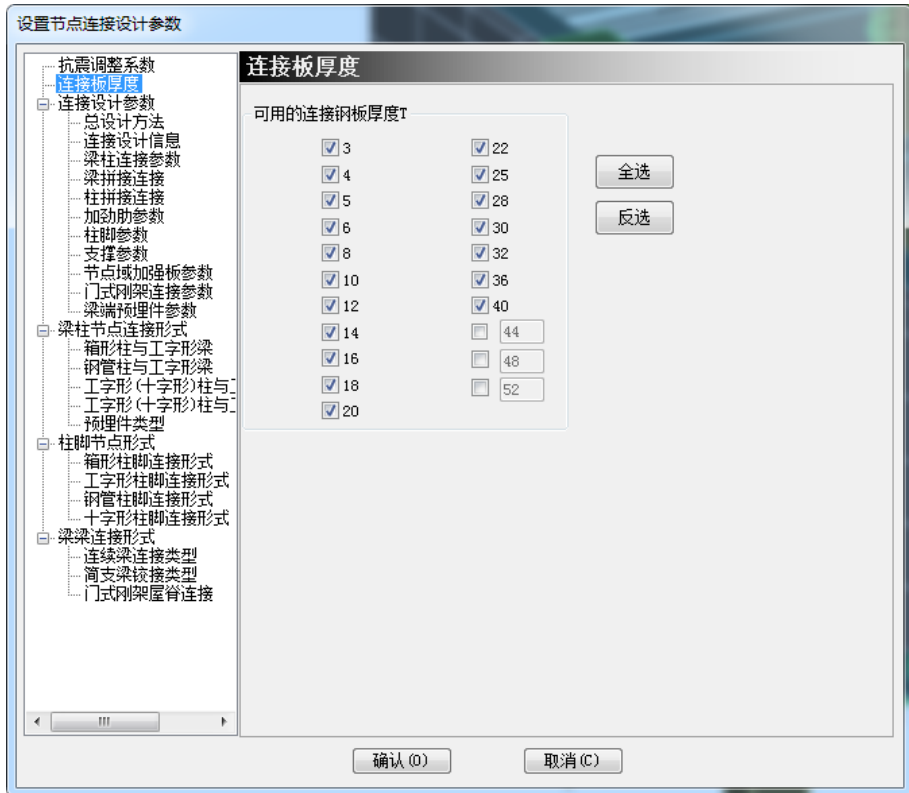 设置节点连接设计参数
抗震调整系数
连接板厚度
连接设计参数
总设计方法
连接设计信息
梁柱连接参数
梁拼接连接
柱拼接连接
加劲肋参数
柱脚参数
支撑参数
节点域加强板参数
门式刚架连接参数
梁端预埋件参数
梁柱节点连接形式
箱形柱与工字形梁
钢管柱与工字形梁
工字形(十字形)柱与工
工字形(十字形)柱与工
预埋件类型
柱脚节点形式
箱形柱脚连接形式
工字形柱脚连接形式
钢管柱脚连接形式
十字形柱脚连接形式
梁梁连接形式
连续梁连接类型
简支梁铰接类型
门式刚架屋脊连接
连接板厚度
可用的连接钢板厚度T
3 22
4 25
5 28
6 30
8 32
10 36
12 40
14 44
16 48
18 52
20
全选
反选
确认(O) 取消(C)